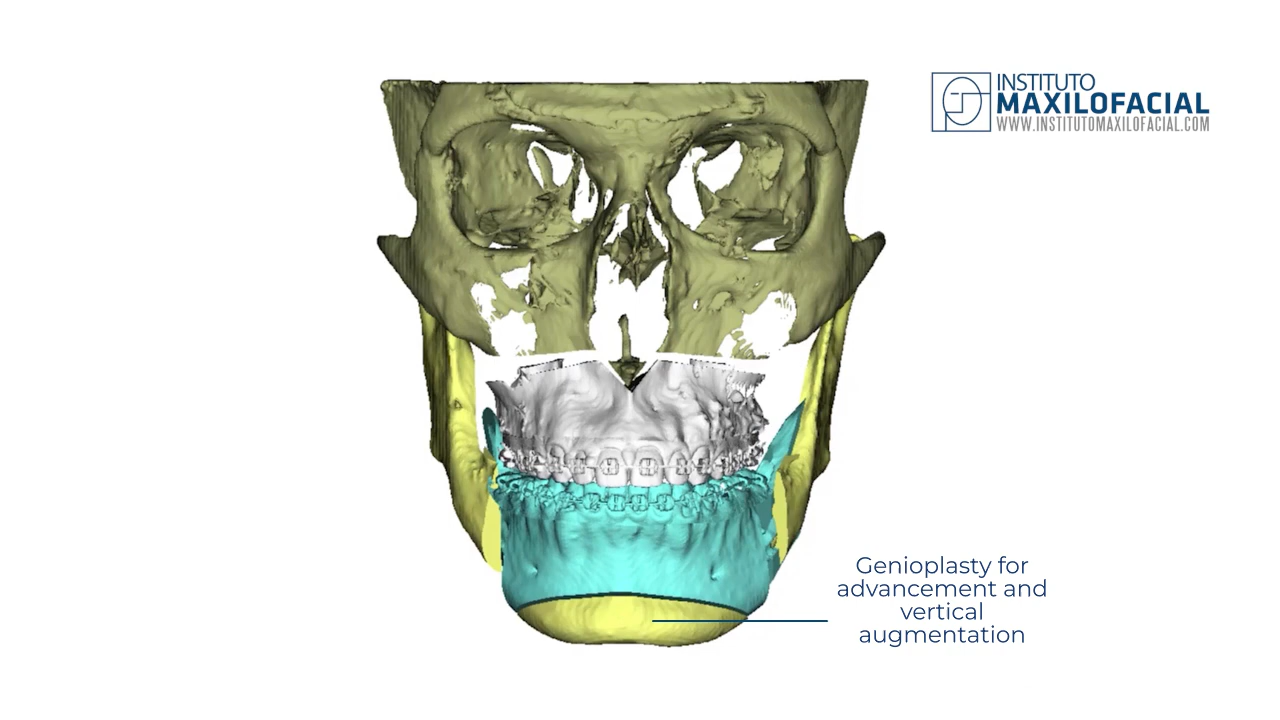 INSTITUTO
MAXILOFACIAL
WWW.INSTITUTOMAXILOFACIAL.COM
Genioplasty for
advancement and
vertical
augmentation